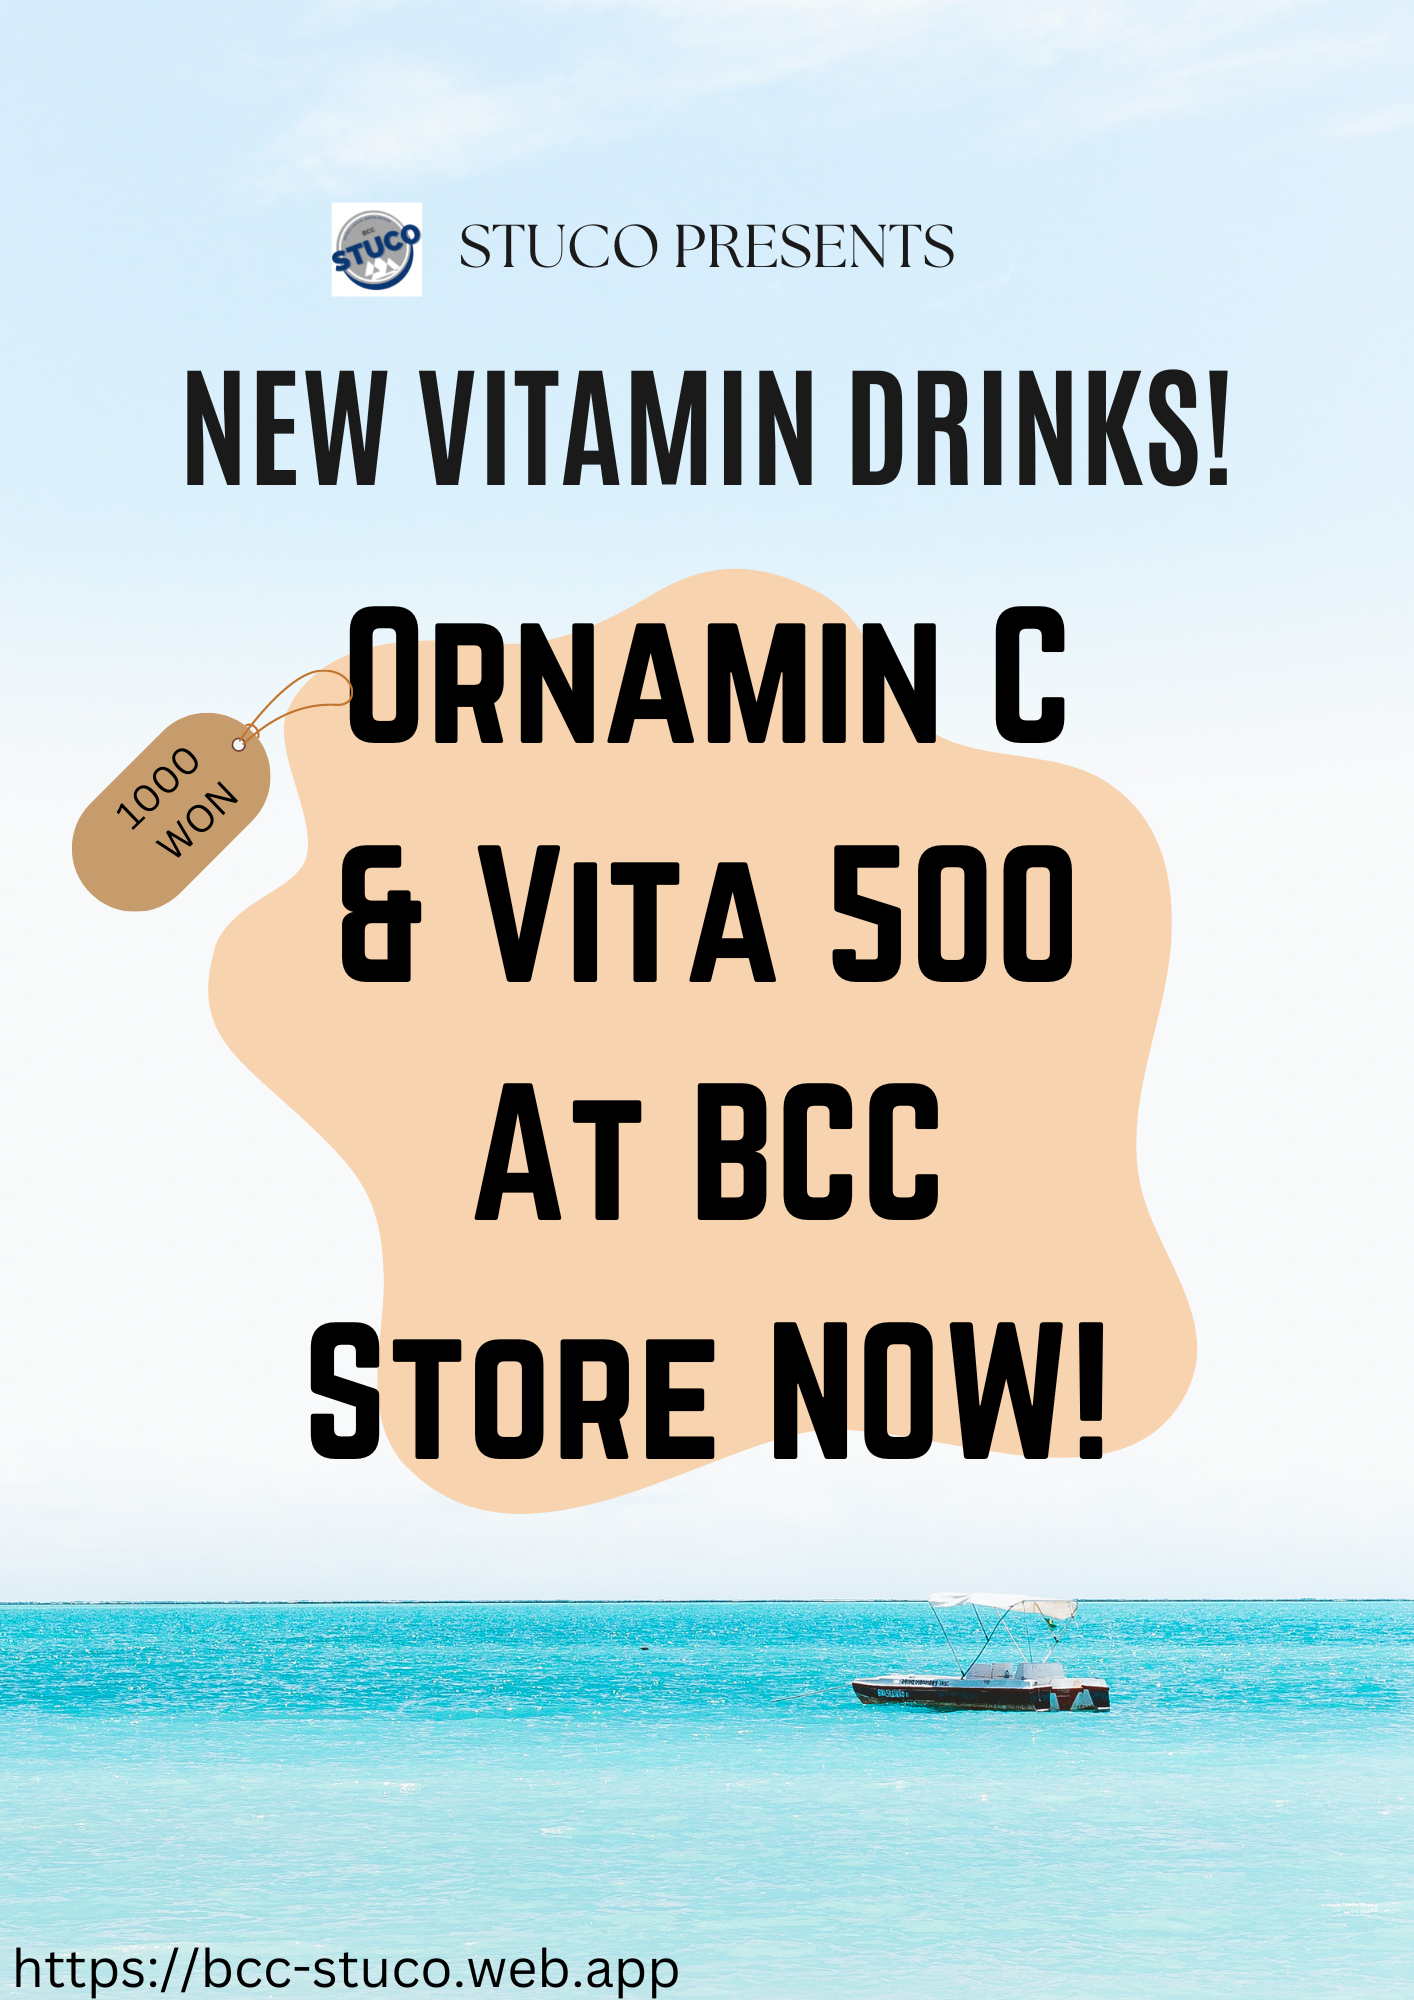 BCC
STUCO
STUCO PRESENTS
NEW VITAMIN DRINKS!
Ornamin C
& Vita 500
At BCC
Store NOW!
1000
WON
https://bcc-stuco.web.app